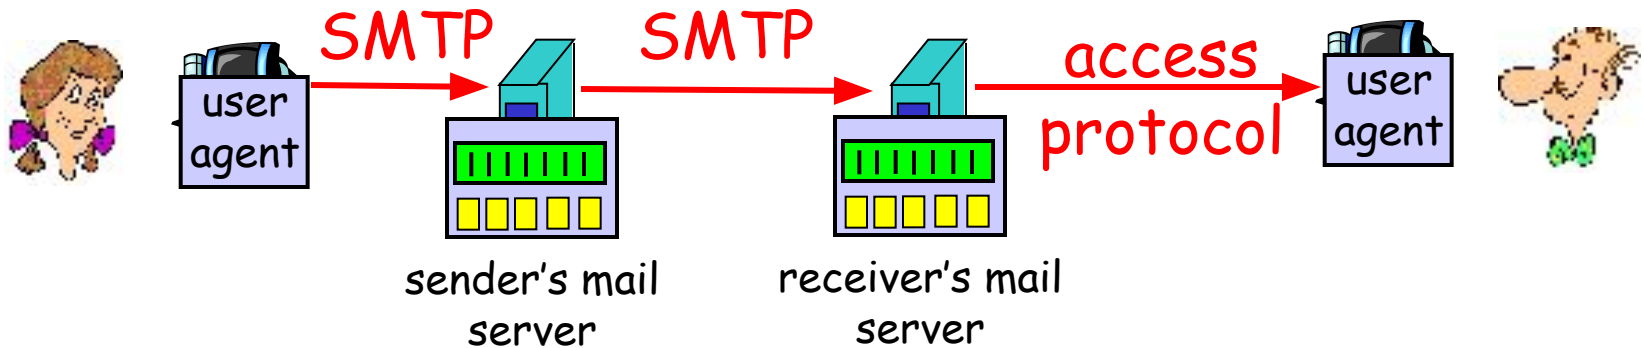 SMTP
SMTP
access
protocol
user
agent
user
agent
sender's mail
server
receiver's mail
server